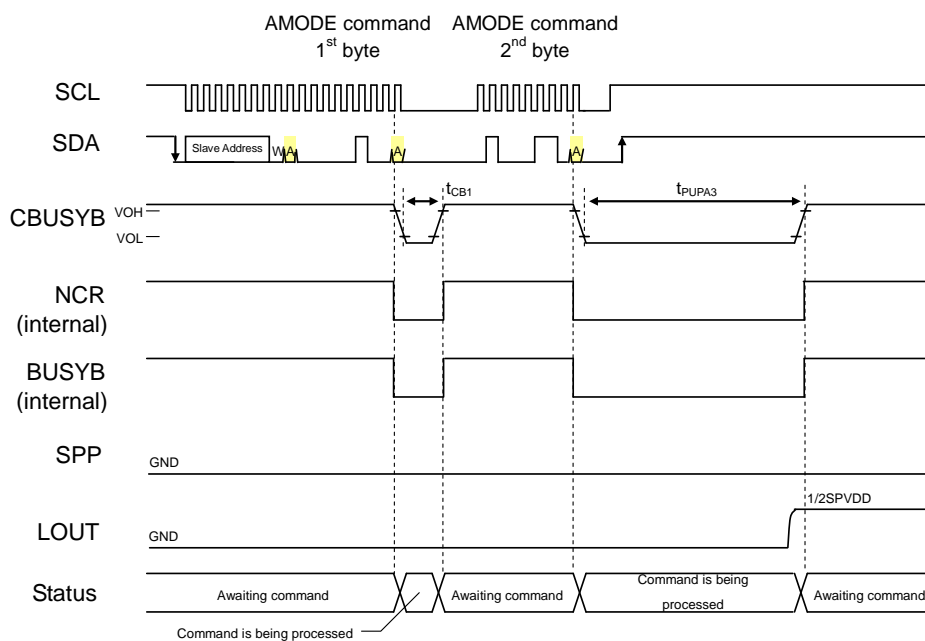 AMODE command
1st byte
AMODE command
2nd byte
SCL
SDA
Slave Address
W
A
A
A
tCB1
tPUPA3
CBUSYB
VOH
VOL
NCR
(internal)
BUSYB
(internal)
SPP
GND
LOUT
GND
1/2SPVDD
Status
Awaiting command
Awaiting command
Command is being
processed
Awaiting command
Command is being processed